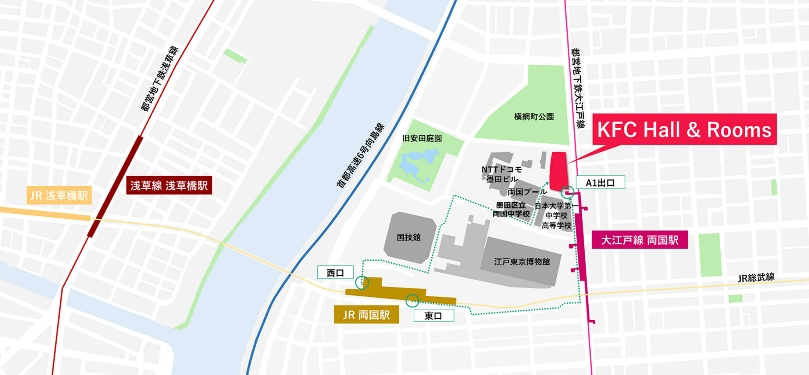 都営地下鉄浅草線
都営地下鉄大江戸線
横網町公園
KFC Hall & Rooms
首都高速6号向島線
旧安田庭園
NTTドコモ
墨田ビル
A1出口
浅草線 浅草橋駅
JR 浅草橋駅
両国プール
墨田区立
両国中学校
日本大学第一
中学校
高等学校
国技館
大江戸線 両国駅
江戸東京博物館
西口
JR総武線
JR 両国駅
東口